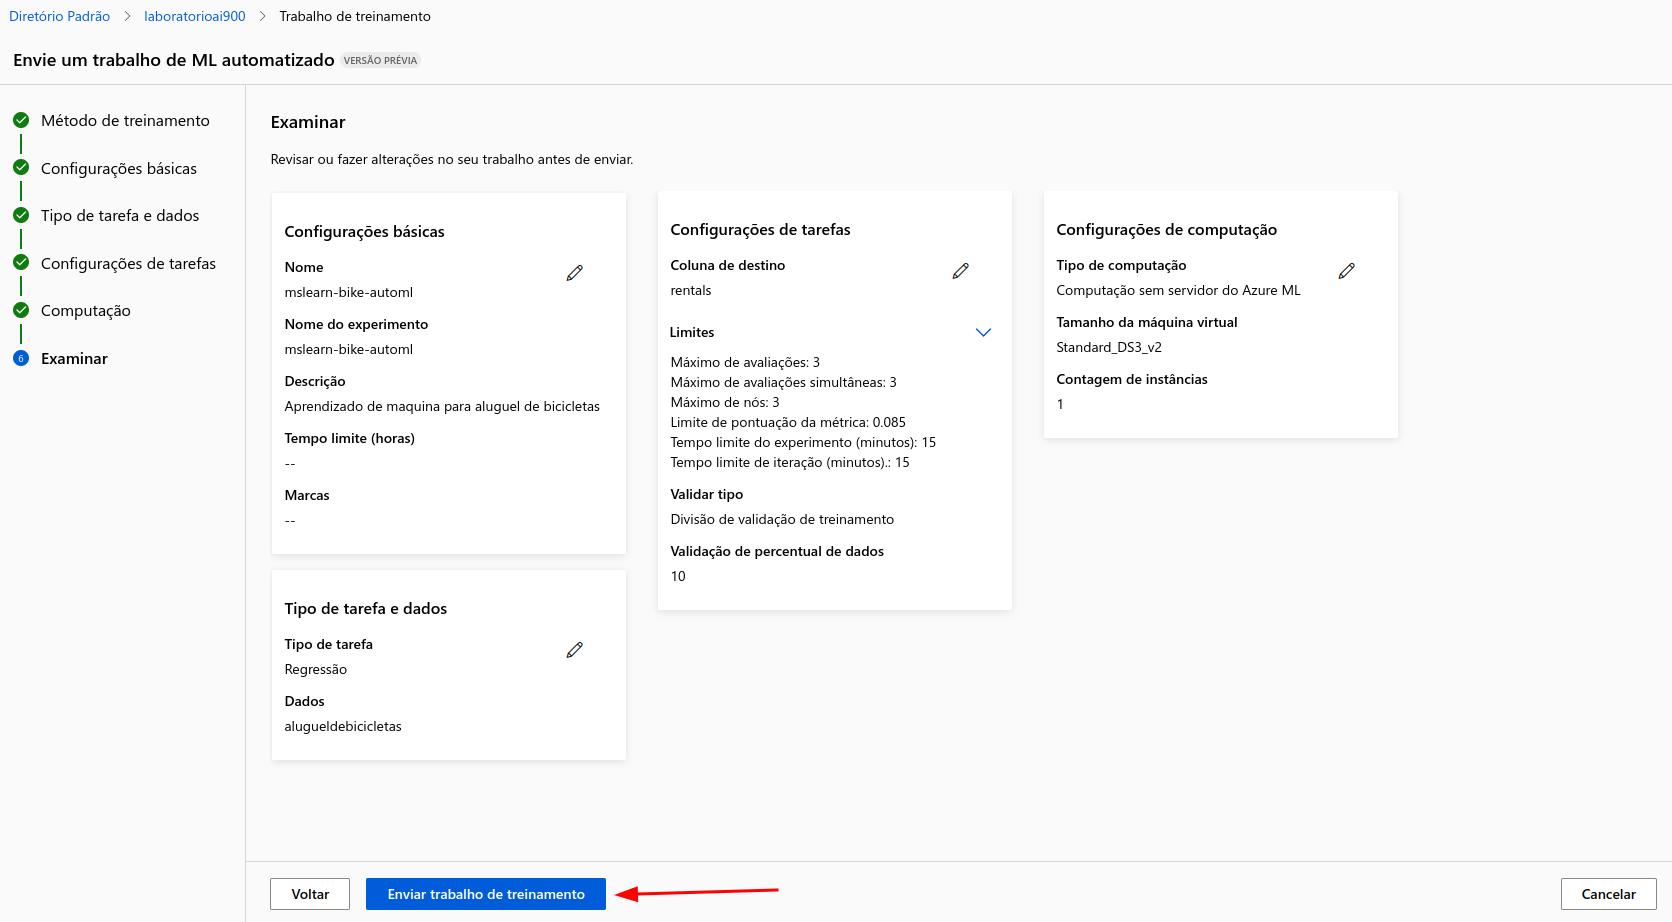 Diretório Padrão > laboratorioai900 > Trabalho de treinamento
Envie um trabalho de ML automatizado VERSÃO PRÉVIA
Método de treinamento
Configurações básicas
Tipo de tarefa e dados
Configurações de tarefas
Computação
6 Examinar
Examinar
Revisar ou fazer alterações no seu trabalho antes de enviar.
Configurações básicas
Nome
mslearn-bike-automl
Nome do experimento
mslearn-bike-automl
Descrição
Aprendizado de maquina para aluguel de bicicletas
Tempo limite (horas)
--
Marcas
--
Tipo de tarefa e dados
Tipo de tarefa
Regressão
Dados
alugueldebicicletas
Configurações de tarefas
Coluna de destino
rentals
Limites
Máximo de avaliações: 3
Máximo de avaliações simultâneas: 3
Máximo de nós: 3
Limite de pontuação da métrica: 0.085
Tempo limite do experimento (minutos): 15
Tempo limite de iteração (minutos).: 15
Validar tipo
Divisão de validação de treinamento
Validação de percentual de dados
10
Configurações de computação
Tipo de computação
Computação sem servidor do Azure ML
Tamanho da máquina virtual
Standard_DS3_v2
Contagem de instâncias
1
Voltar
Enviar trabalho de treinamento
Cancelar